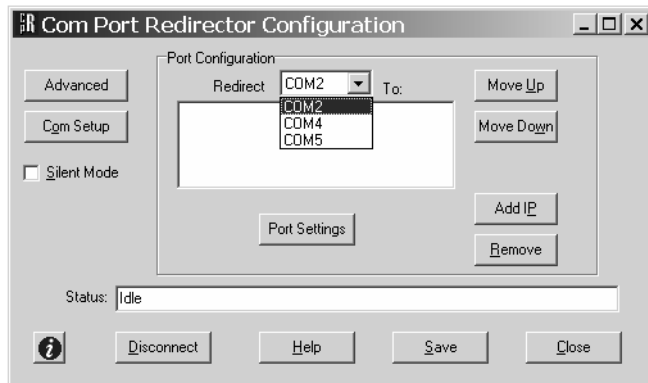 Com Port Redirector Configuration
Port Configuration
Advanced
Redirect COM2 To:
Move Up
COM2
COM4
COM5
Com Setup
Move Down
Silent Mode
Add IP
Port Settings
Remove
Status: Idle
Disconnect Help Save Close